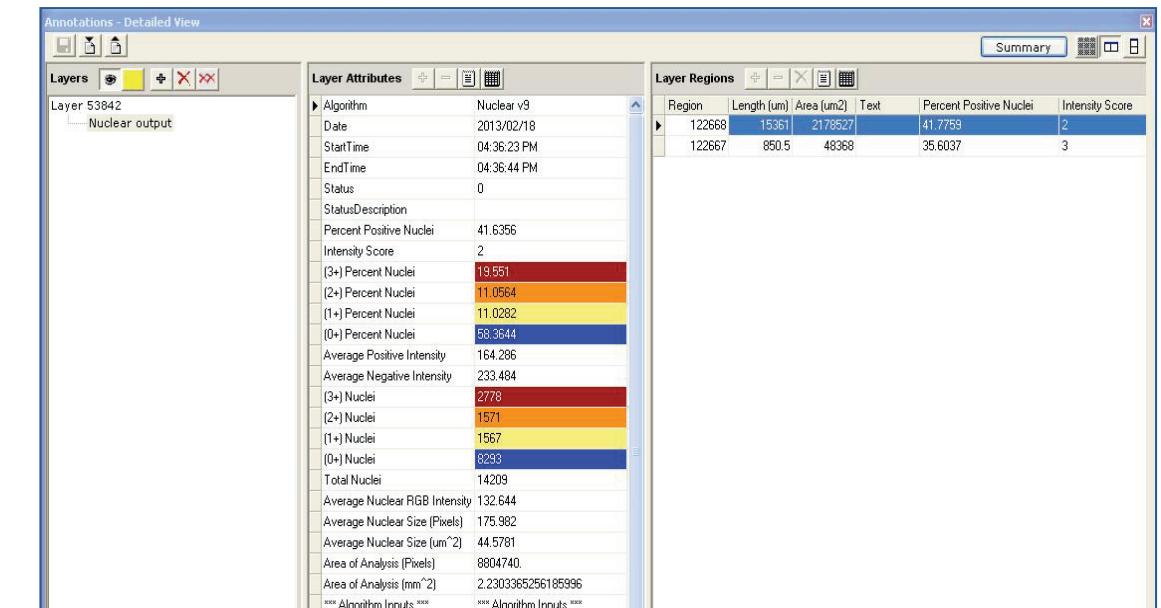 Annotations - Detailed View
Summary
Layers
Layer 53842
Nuclear output
Layer Attributes
Algorithm Nuclear v9
Date 2013/02/18
StartTime 04:36:23 PM
EndTime 04:36:44 PM
Status 0
StatusDescription
Percent Positive Nuclei 41.6356
Intensity Score 2
(3+) Percent Nuclei 19.551
(2+) Percent Nuclei 11.0564
(1+) Percent Nuclei 11.0282
(0+) Percent Nuclei 58.3644
Average Positive Intensity 164.286
Average Negative Intensity 233.484
(3+) Nuclei 2778
(2+) Nuclei 1571
(1+) Nuclei 1567
(0+) Nuclei 8293
Total Nuclei 14209
Average Nuclear RGB Intensity 132.644
Average Nuclear Size (Pixels) 175.982
Average Nuclear Size (um^2) 44.5781
Area of Analysis (Pixels) 8804740.
Area of Analysis (mm^2) 2.2303365256185996
*** Algorithm Inputs *** *** Algorithm Inputs ***
Layer Regions
Region Length (um) Area (um2) Text Percent Positive Nuclei Intensity Score
122668 15361 2178527 41.7759 2
122667 850.5 48368 35.6037 3